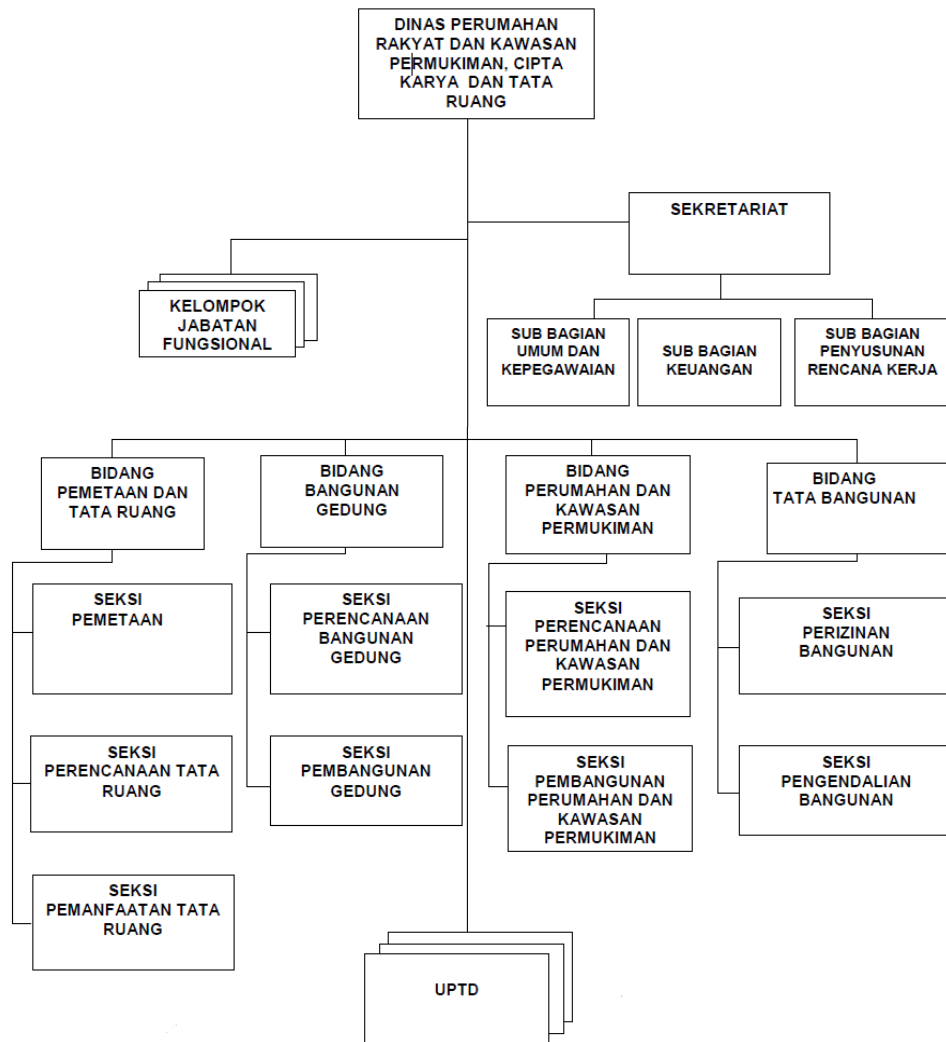 DINAS PERUMAHAN
RAKYAT DAN KAWASAN
PERMUKIMAN, CIPTA
KARYA DAN TATA
RUANG
SEKRETARIAT
KELOMPOK
JABATAN
FUNGSIONAL
SUB BAGIAN
UMUM DAN
KEPEGAWAIAN
SUB BAGIAN
KEUANGAN
SUB BAGIAN
PENYUSUNAN
RENCANA KERJA
BIDANG
PEMETAAN DAN
TATA RUANG
BIDANG
BANGUNAN
GEDUNG
BIDANG
PERUMAHAN DAN
KAWASAN
PERMUKIMAN
BIDANG
TATA BANGUNAN
SEKSI
PEMETAAN
SEKSI
PERENCANAAN
BANGUNAN
GEDUNG
SEKSI
PERENCANAAN
PERUMAHAN DAN
KAWASAN
PERMUKIMAN
SEKSI
PERIZINAN
BANGUNAN
SEKSI
PERENCANAAN TATA
RUANG
SEKSI
PEMBANGUNAN
GEDUNG
SEKSI
PEMBANGUNAN
PERUMAHAN DAN
KAWASAN
PERMUKIMAN
SEKSI
PENGENDALIAN
BANGUNAN
SEKSI
PEMANFAATAN TATA
RUANG
UPTD